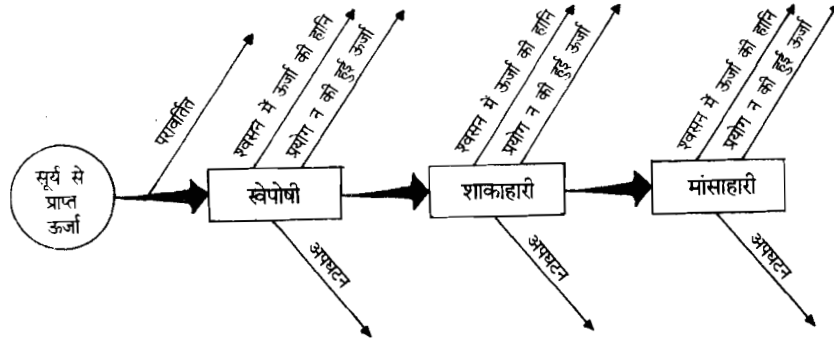 सूर्य से
प्राप्त
ऊर्जा
परावर्तित
स्वपोषी
श्वसन में ऊर्जा की हानि
प्रयोग न की हुई ऊर्जा
अपघटन
शाकाहारी
श्वसन में ऊर्जा की हानि
प्रयोग न की हुई ऊर्जा
अपघटन
मांसाहारी
श्वसन में ऊर्जा की हानि
प्रयोग न की हुई ऊर्जा
अपघटन